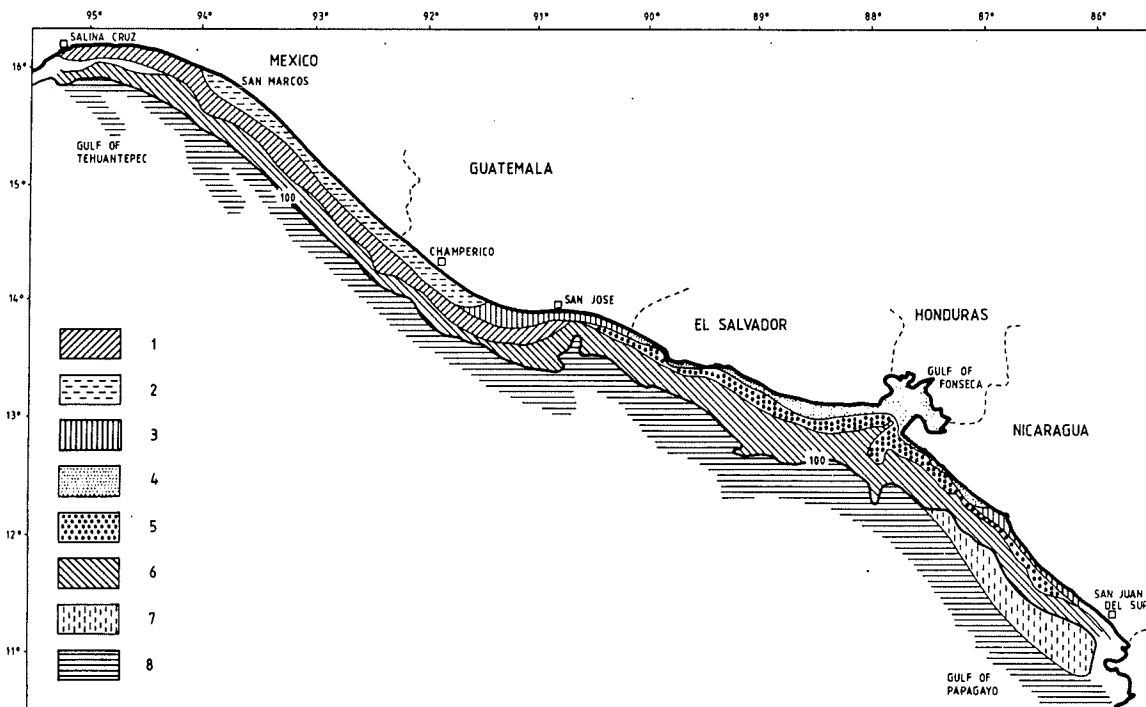 95° 94° 93° 92° 91° 90° 89° 88° 87° 86°
SALINA CRUZ
MEXICO
16°
SAN MARCOS
GULF OF
TEHUANTEPEC
GUATEMALA
15°
100
CHAMPERICO
14°
SAN JOSE
HONDURAS
EL SALVADOR
1
GULF OF
FONSECA
2
13°
NICARAGUA
3
100
4
12°
5
6
SAN JUAN
DEL SUR
7
11°
8
GULF OF
PAPAGAYO